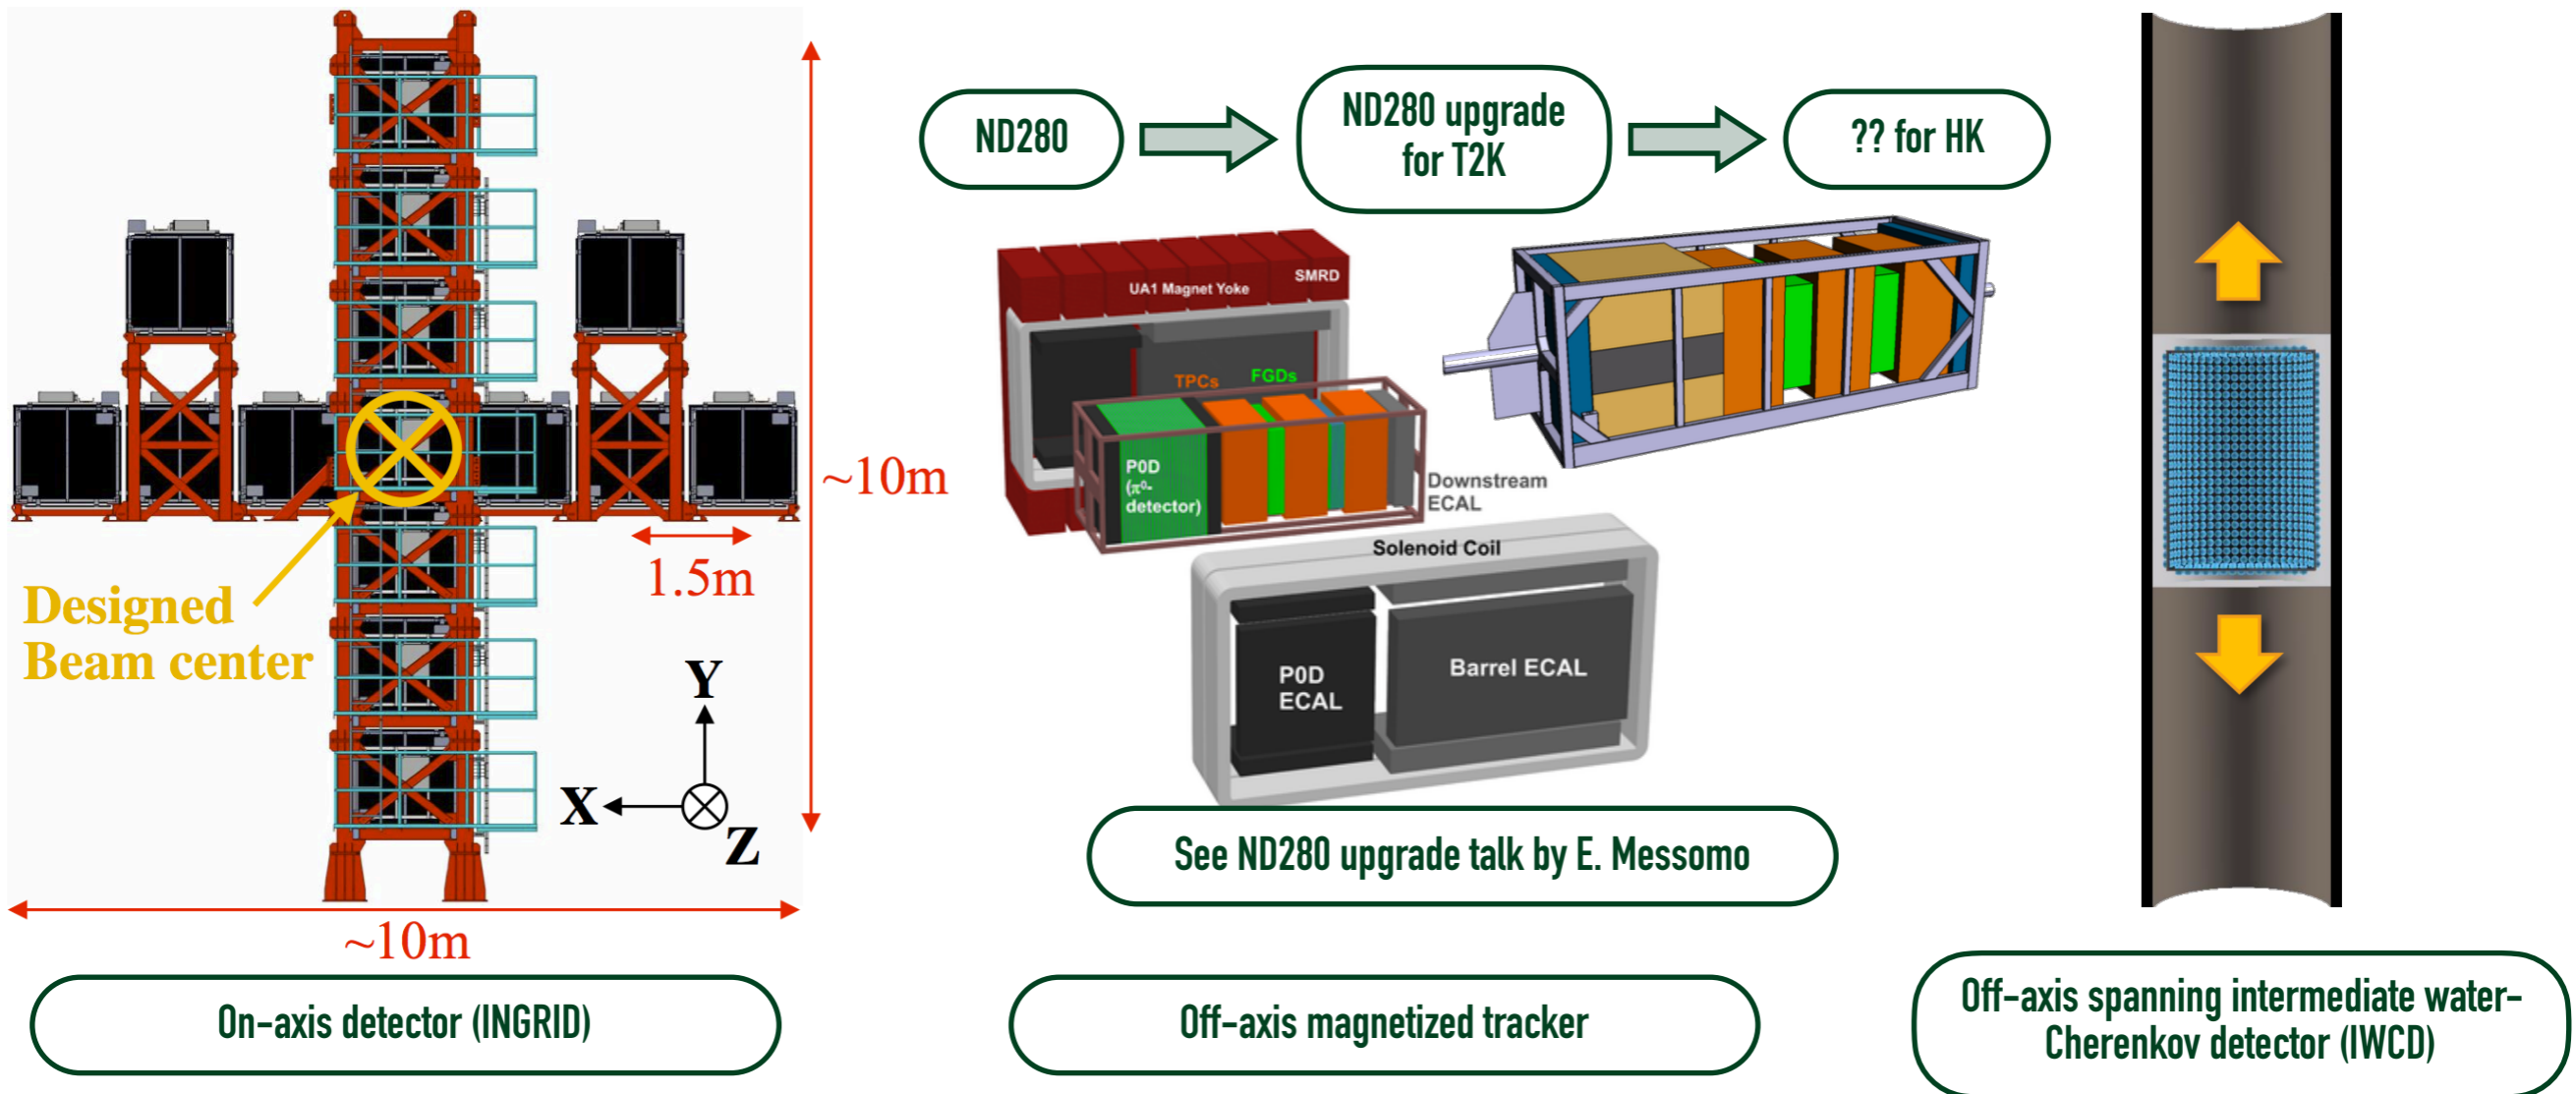 ~10m
1.5m
Designed
Beam center
Y
X
Z
~10m
On-axis detector (INGRID)
ND280
ND280 upgrade
for T2K
?? for HK
UA1 Magnet Yoke
SMRD
TPCs
FGDs
P0D
(π⁰-
detector)
Downstream
ECAL
Solenoid Coil
P0D
ECAL
Barrel ECAL
See ND280 upgrade talk by E. Messomo
Off-axis magnetized tracker
Off-axis spanning intermediate water-
Cherenkov detector (IWCD)